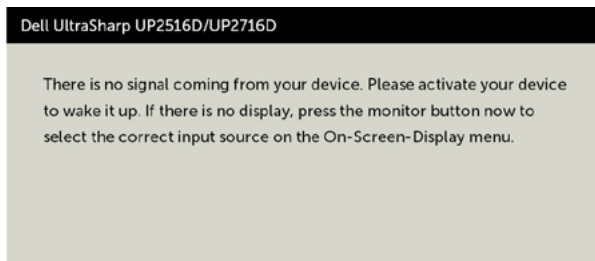 Dell UltraSharp UP2516D/UP2716D
There is no signal coming from your device. Please activate your device
to wake it up. If there is no display, press the monitor button now to
select the correct input source on the On-Screen-Display menu.